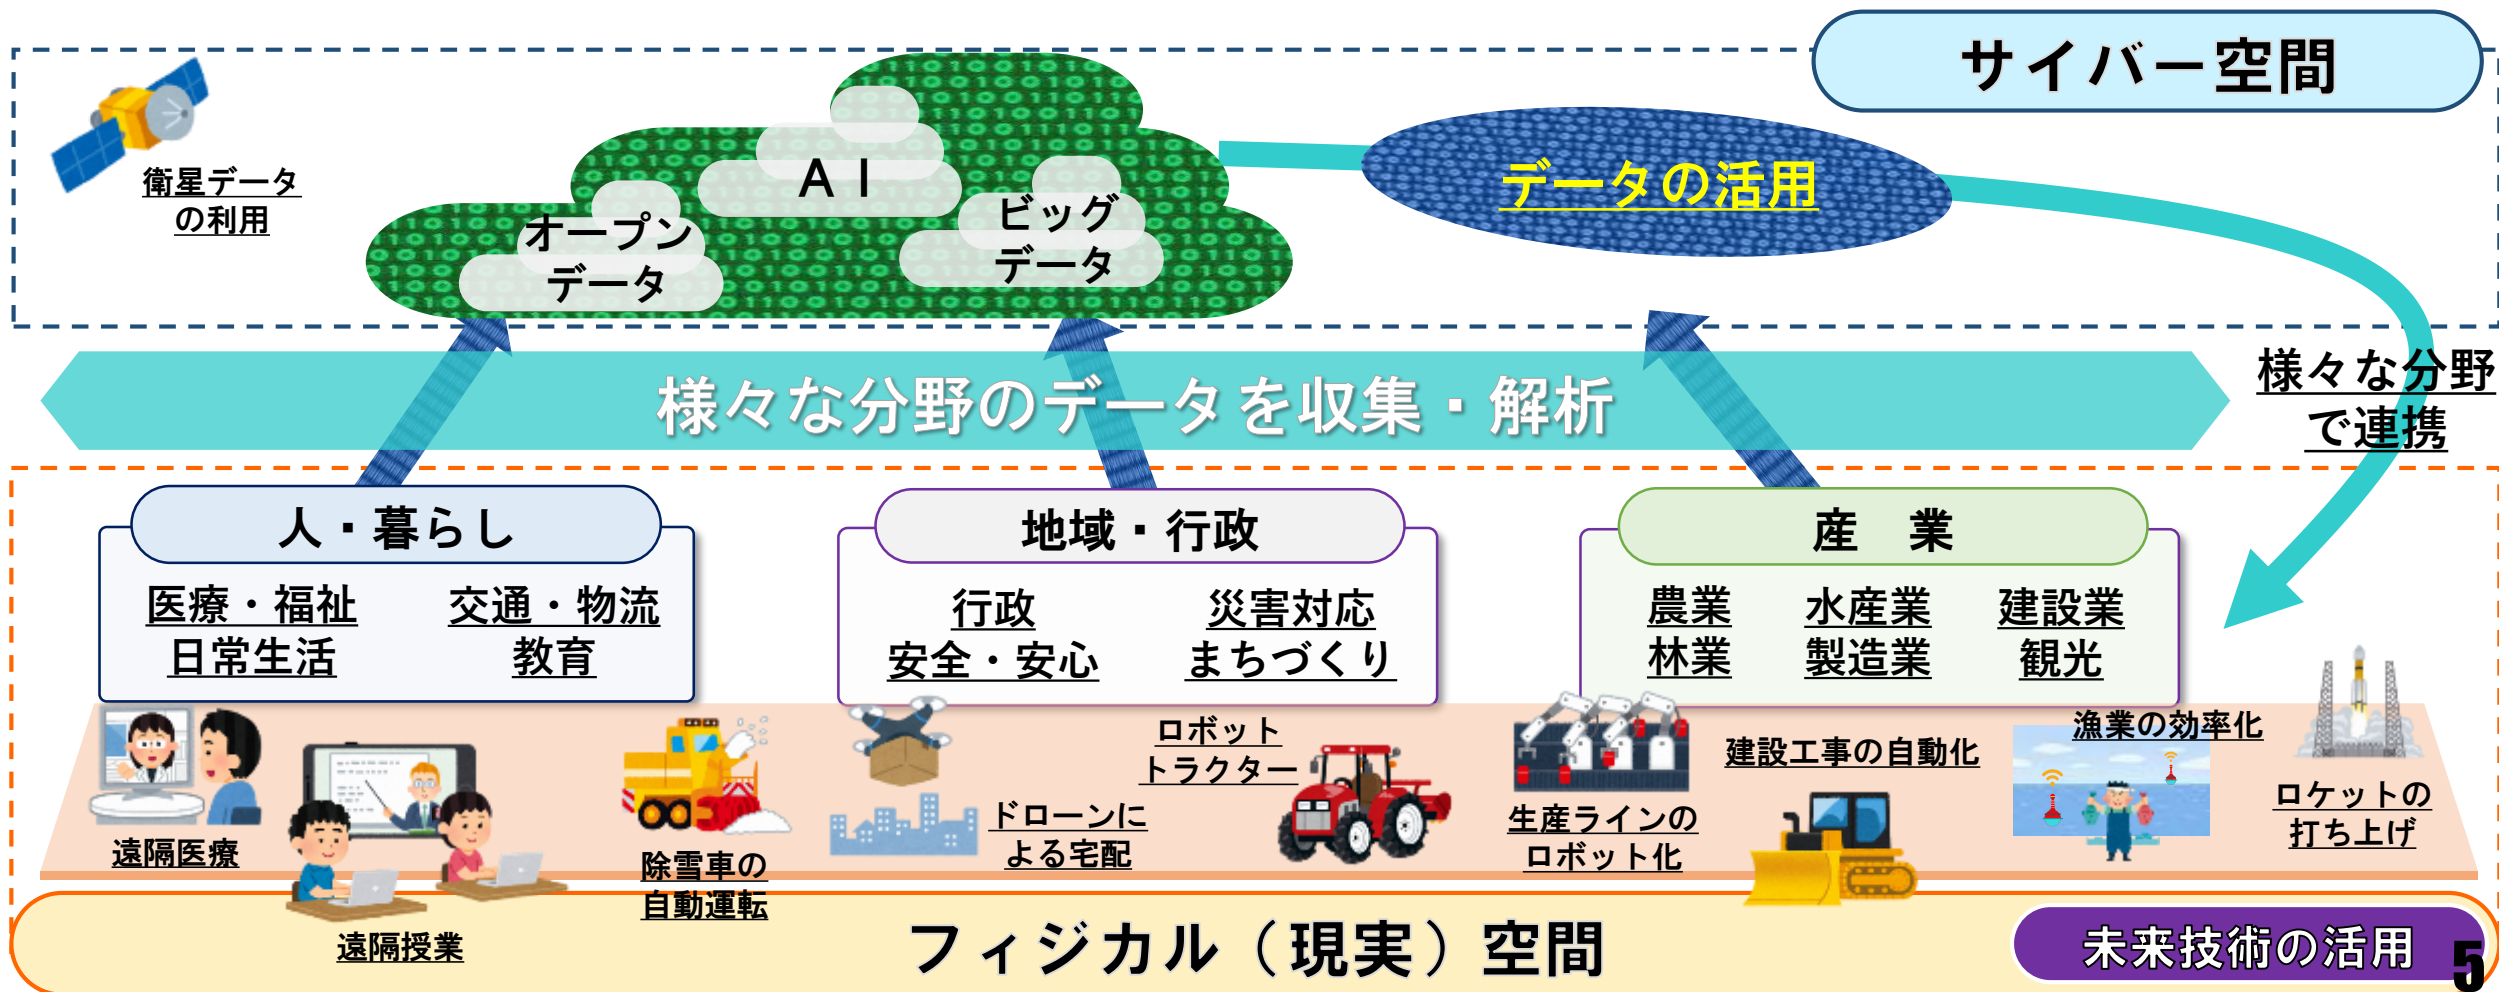 サイバー空間
衛星データ
の利用
AI
オープン
データ
ビッグ
データ
データの活用
様々な分野のデータを収集・解析
様々な分野
で連携
人・暮らし
医療・福祉
日常生活
交通・物流
教育
地域・行政
行政
安全・安心
災害対応
まちづくり
産　業
農業
林業
水産業
製造業
建設業
観光
遠隔医療
遠隔授業
除雪車の
自動運転
ドローンに
よる宅配
ロボット
トラクター
生産ラインの
ロボット化
建設工事の自動化
漁業の効率化
ロケットの
打ち上げ
フィジカル（現実）空間
未来技術の活用
5